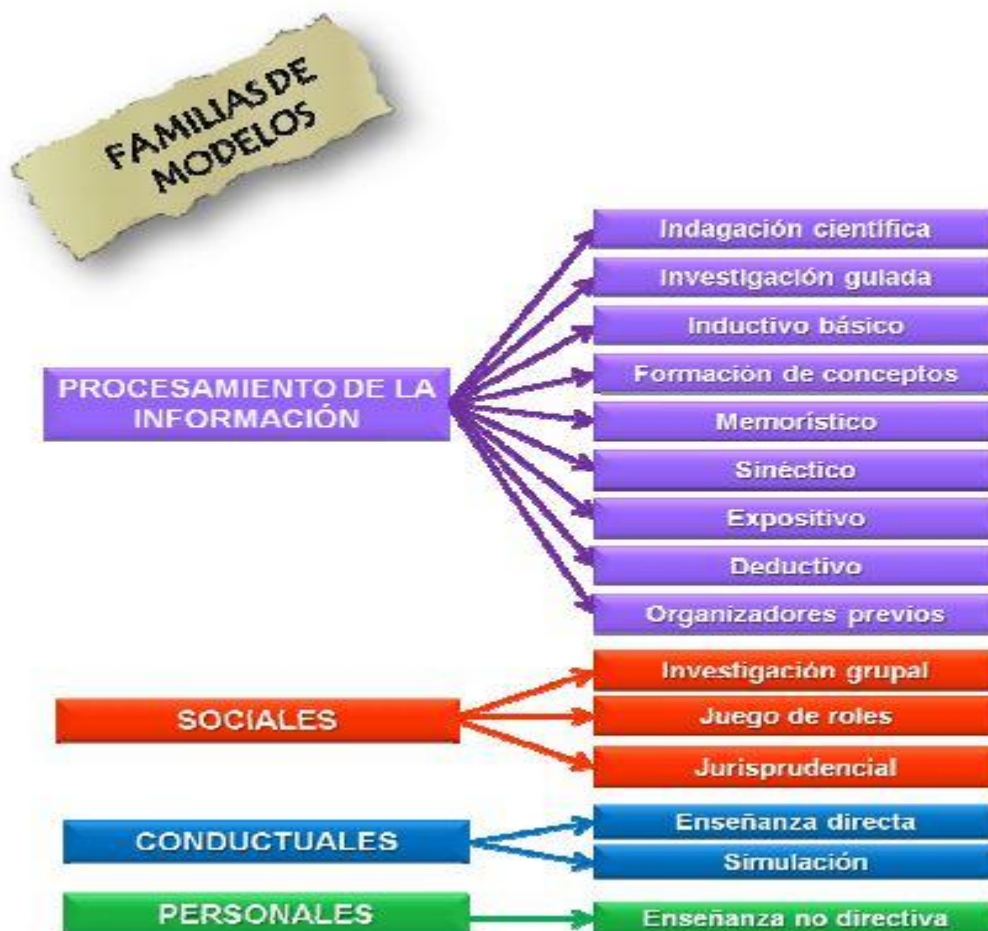 FAMILIAS DE
MODELOS
PROCESAMIENTO DE LA
INFORMACIÓN
Indagación científica
Investigación guiada
Inductivo básico
Formación de conceptos
Memorístico
Sinéctico
Expositivo
Deductivo
Organizadores previos
SOCIALES
Investigación grupal
Juego de roles
Jurisprudencial
CONDUCTUALES
Enseñanza directa
Simulación
PERSONALES
Enseñanza no directiva